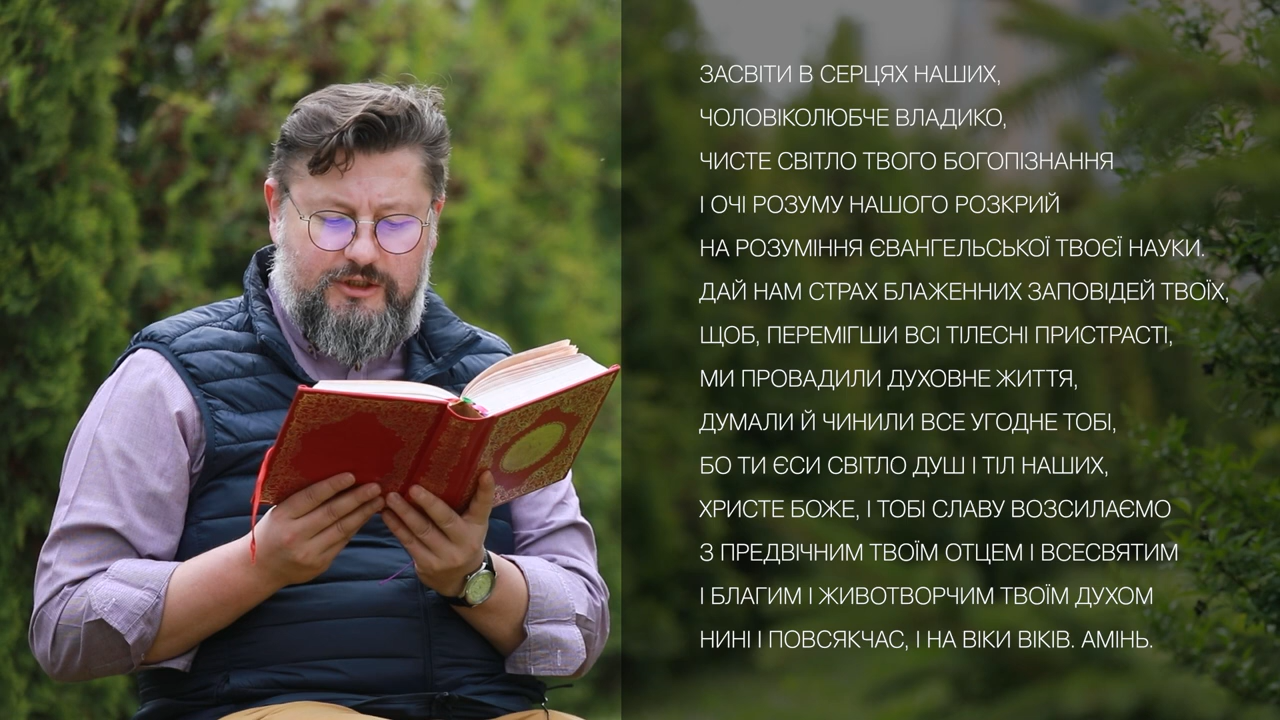 ЗАСВІТИ В СЕРЦЯХ НАШИХ,
ЧОЛОВІКОЛЮБЧЕ ВЛАДИКО,
ЧИСТЕ СВІТЛО ТВОГО БОГОПІЗНАННЯ
І ОЧІ РОЗУМУ НАШОГО РОЗКРИЙ
НА РОЗУМІННЯ ЄВАНГЕЛЬСЬКОЇ ТВОЄЇ НАУКИ.
ДАЙ НАМ СТРАХ БЛАЖЕННИХ ЗАПОВІДЕЙ ТВОЇХ,
ЩОБ, ПЕРЕМІГШИ ВСІ ТІЛЕСНІ ПРИСТРАСТІ,
МИ ПРОВАДИЛИ ДУХОВНЕ ЖИТТЯ,
ДУМАЛИ Й ЧИНИЛИ ВСЕ УГОДНЕ ТОБІ,
БО ТИ ЄСИ СВІТЛО ДУШ І ТІЛ НАШИХ,
ХРИСТЕ БОЖЕ, І ТОБІ СЛАВУ ВОЗСИЛАЄМО
З ПРЕДВІЧНИМ ТВОЇМ ОТЦЕМ І ВСЕСВЯТИМ
І БЛАГИМ І ЖИВОТВОРЧИМ ТВОЇМ ДУХОМ
НИНІ І ПОВСЯКЧАС, І НА ВІКИ ВІКІВ. АМІНЬ.